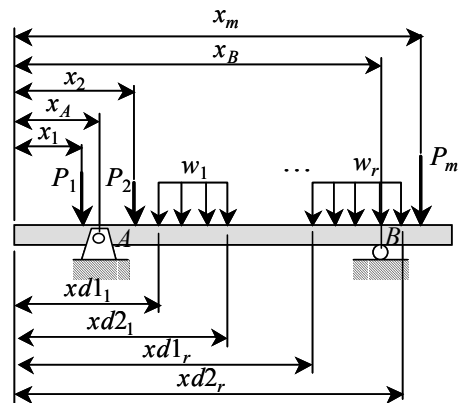 x_m
x_B
x_2
x_A
x_1
P_1 P_2 w_1 ... w_r P_m
A B
xd1_1
xd2_1
xd1_r
xd2_r